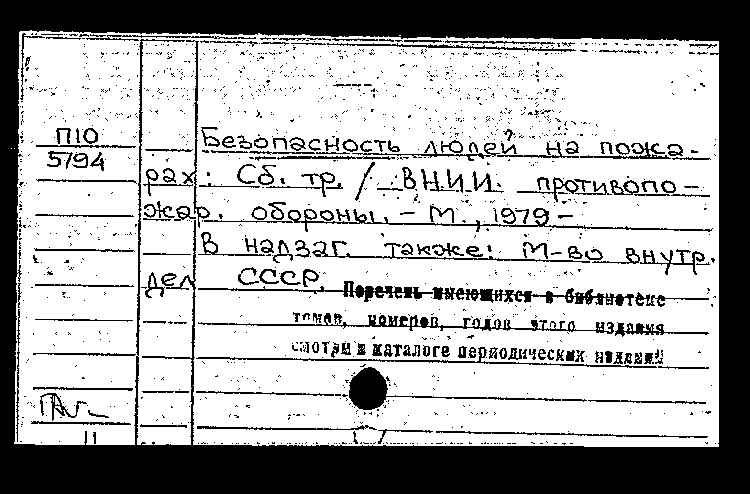 П10
5794
Безопасность людей на пожа-
рах: Сб. тр. / ВНИИ противопо-
жар. обороны. - М., 1979 -
В надзаг. также: М-во внутр.
дел СССР.
Перечень имеющихся в библиотеке
томов, номеров, годов этого издания
смотри в каталоге периодических изданий